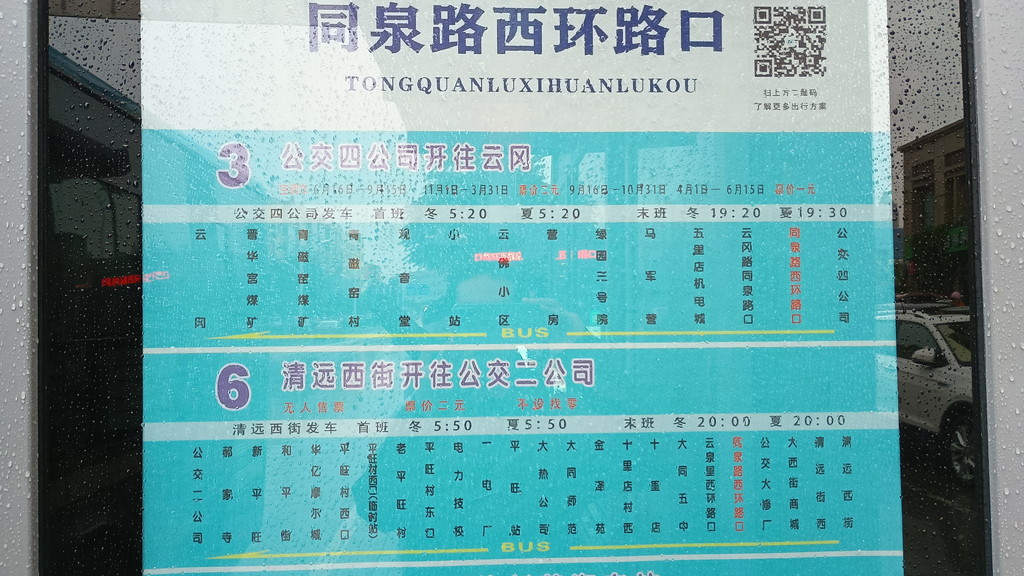 同泉路西环路口
TONGQUANLUXIHUANLUKOU
扫上方二维码
了解更多出行方案
3 公交四公司开往云冈
6月16日—9月15日 11月1日—3月31日 票价二元 9月16日—10月31日 4月1日—6月15日 票价一元
公交四公司发车 首班 冬 5:20 夏5:20 末班 冬 19:20 夏19:30
云冈
晋华宫煤矿
青磁窑煤矿
青磁窑村
观音堂
小站
云佛小区
营房
绿园三号院
马军营
五里店机电城
云冈路同泉路口
同泉路西环路口
公交四公司
BUS
6 清远西街开往公交二公司
无人售票 票价二元 不设找零
清远西街发车 首班 冬 5:50 夏5:50 末班 冬 20:00 夏 20:00
公交二公司
郝家寺
新平旺
和平街
华亿摩尔城
平旺村西口
平旺村西口(临时站)
老平旺村
平旺村东口
电力技校
一电厂
平旺站
大热公司
大同师范
金泽苑
十里店村西
十里店
大同五中
云泉里西环路口
同泉路西环路口
公交大修厂
大西街商城
清远街西
清远西街
BUS